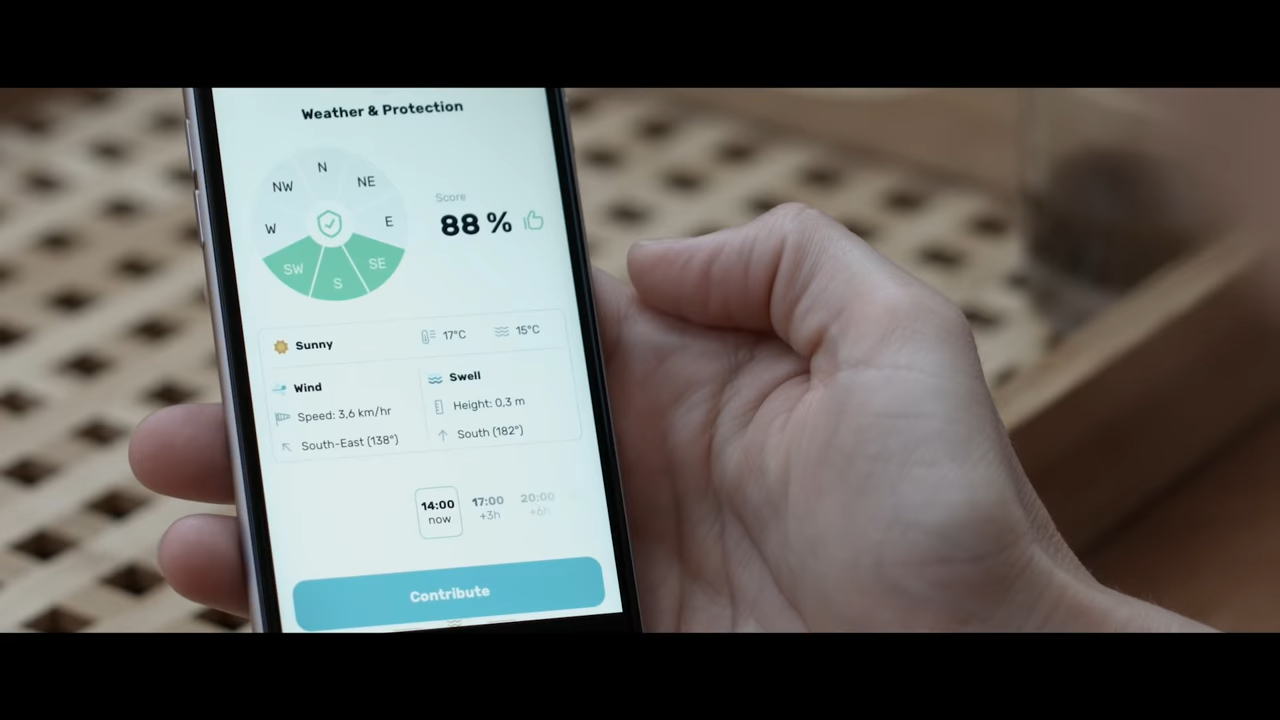 Weather & Protection
N
NW
NE
W
E
SW
SE
S
Score
88 %
Sunny
17°C
15°C
Wind
Swell
Speed: 3,6 km/hr
Height: 0,3 m
South-East (138°)
South (182°)
14:00
now
17:00
+3h
20:00
+6h
Contribute